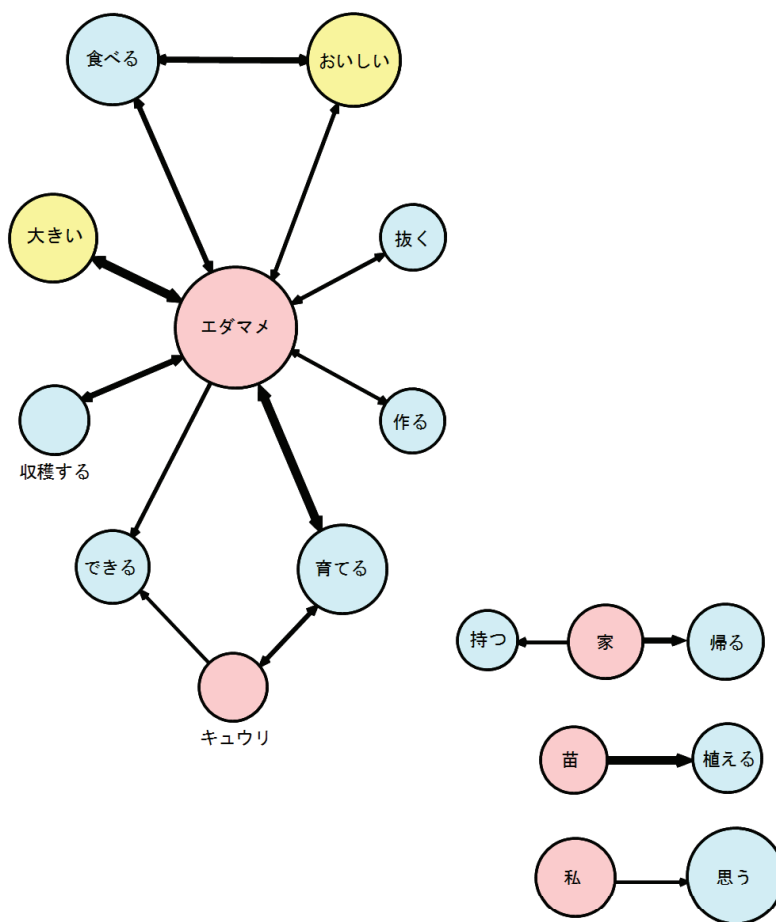 食べる
おいしい
大きい
抜く
エダマメ
収穫する
作る
できる
育てる
キュウリ
持つ
家
帰る
苗
植える
私
思う